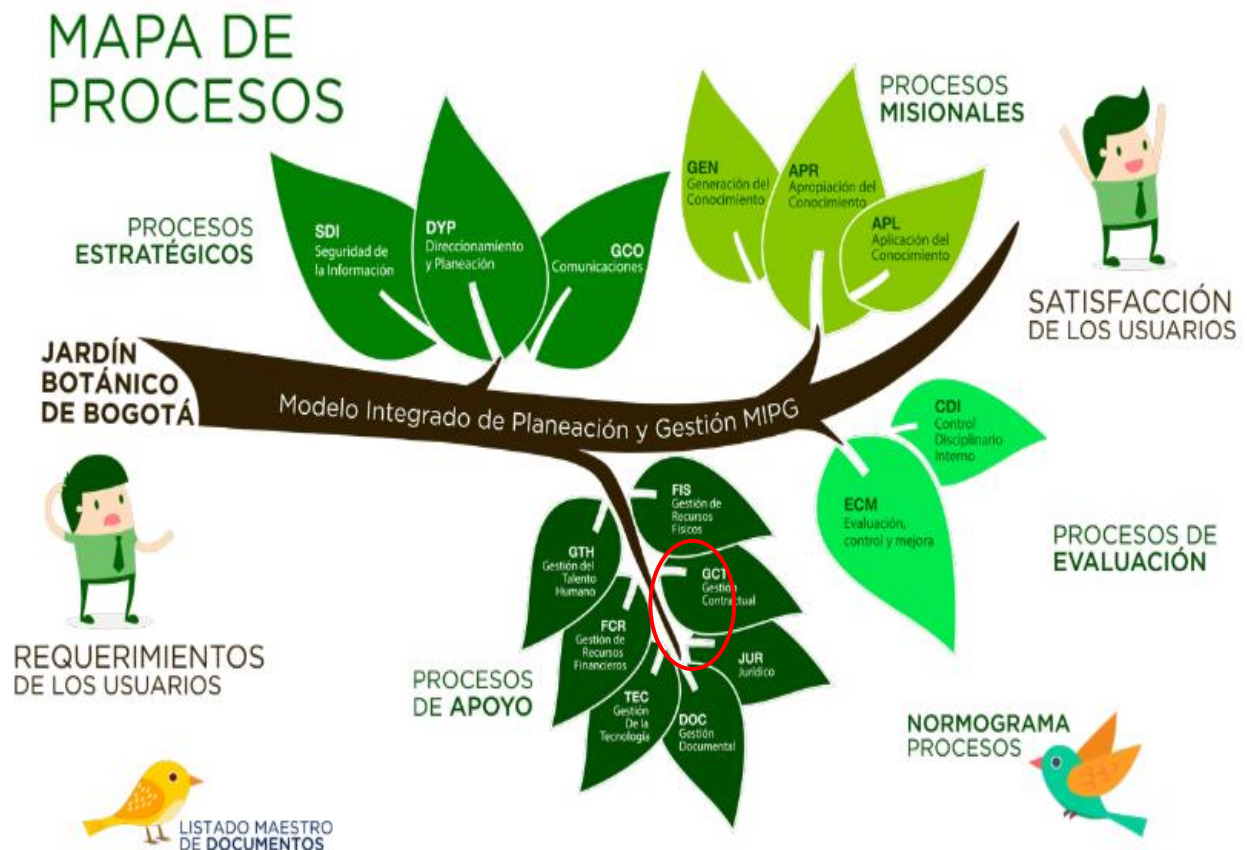 MAPA DE
PROCESOS
PROCESOS
ESTRATÉGICOS
SDI
Seguridad de
la Información
DYP
Direccionamiento
y Planeación
GCO
Comunicaciones
GEN
Generación del
Conocimiento
APR
Apropiación del
Conocimiento
APL
Aplicación del
Conocimiento
PROCESOS
MISIONALES
SATISFACCIÓN
DE LOS USUARIOS
JARDÍN
BOTÁNICO
DE BOGOTÁ
Modelo Integrado de Planeación y Gestión MIPG
CDI
Control
Disciplinario
Interno
ECM
Evaluación,
control y mejora
PROCESOS DE
EVALUACIÓN
REQUERIMIENTOS
DE LOS USUARIOS
PROCESOS
DE APOYO
FIS
Gestión de
Recursos
Físicos
GTH
Gestión del
Talento
Humano
GCT
Gestión
Contractual
FCR
Gestión de
Recursos
Financieros
JUR
Jurídico
TEC
Gestión
De la
Tecnología
DOC
Gestión
Documental
NORMOGRAMA
PROCESOS
LISTADO MAESTRO
DE DOCUMENTOS